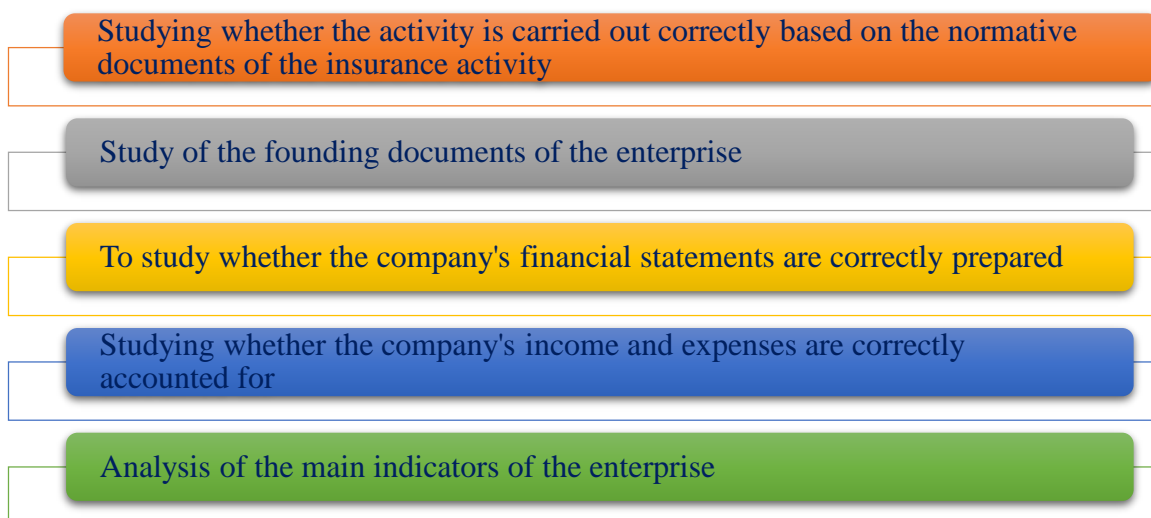 Studying whether the activity is carried out correctly based on the normative
documents of the insurance activity
Study of the founding documents of the enterprise
To study whether the company's financial statements are correctly prepared
Studying whether the company's income and expenses are correctly
accounted for
Analysis of the main indicators of the enterprise